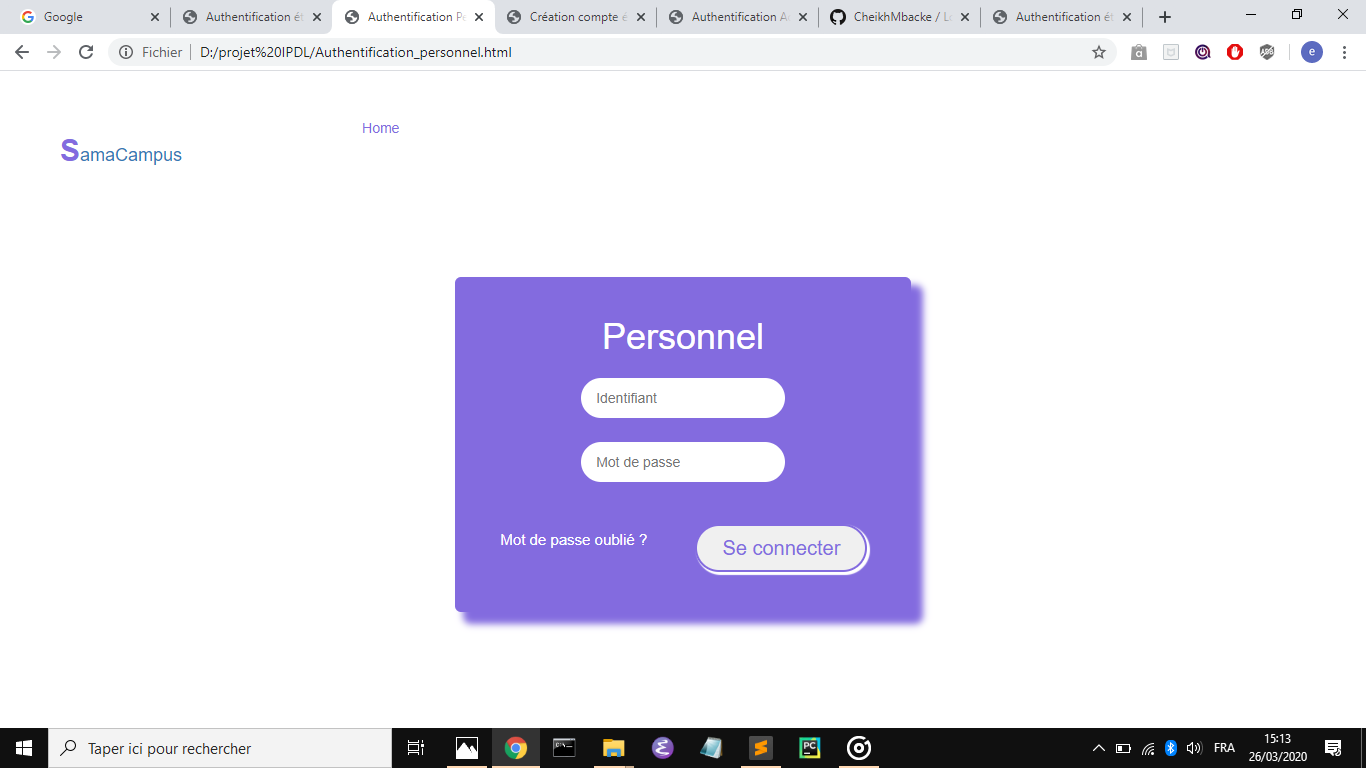 Google
Authentification ét
Authentification Pe
Création compte é
Authentification A
CheikhMbacke / L
Authentification ét
Fichier D:/projet%20IPDL/Authentification_personnel.html
e
Home
SamaCampus
Personnel
Identifiant
Mot de passe
Mot de passe oublié ?
Se connecter
Taper ici pour rechercher
FRA
15:13
26/03/2020